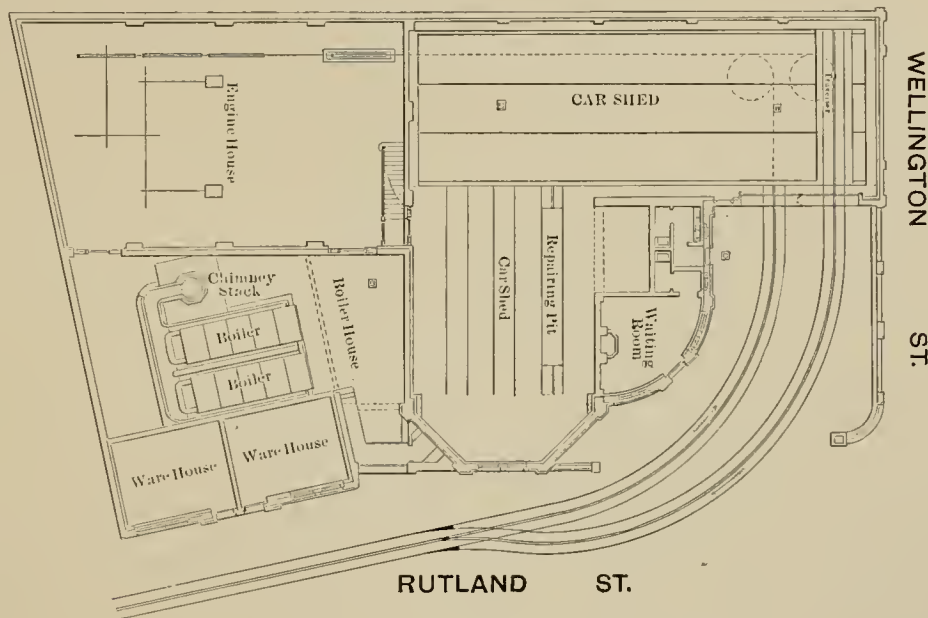 WELLINGTON ST.
CAR SHED
Traverser
Engine House
Car Shed
Repairing Pit
Chimney
Stack
Boiler House
Boiler
Boiler
Waiting
Room
Ware House
Ware House
RUTLAND ST.